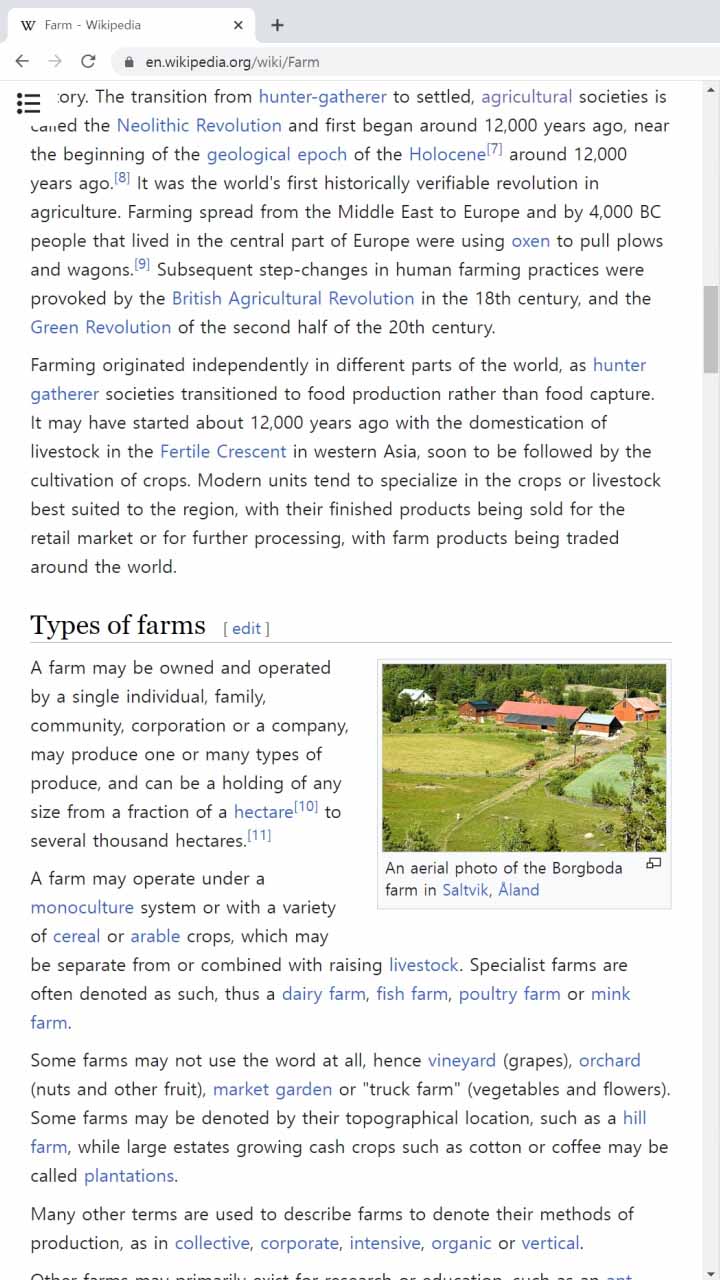 W Farm - Wikipedia
en.wikipedia.org/wiki/Farm
tory. The transition from hunter-gatherer to settled, agricultural societies is
called the Neolithic Revolution and first began around 12,000 years ago, near
the beginning of the geological epoch of the Holocene[7] around 12,000
years ago.[8] It was the world's first historically verifiable revolution in
agriculture. Farming spread from the Middle East to Europe and by 4,000 BC
people that lived in the central part of Europe were using oxen to pull plows
and wagons.[9] Subsequent step-changes in human farming practices were
provoked by the British Agricultural Revolution in the 18th century, and the
Green Revolution of the second half of the 20th century.
Farming originated independently in different parts of the world, as hunter
gatherer societies transitioned to food production rather than food capture.
It may have started about 12,000 years ago with the domestication of
livestock in the Fertile Crescent in western Asia, soon to be followed by the
cultivation of crops. Modern units tend to specialize in the crops or livestock
best suited to the region, with their finished products being sold for the
retail market or for further processing, with farm products being traded
around the world.
Types of farms [ edit ]
A farm may be owned and operated
by a single individual, family,
community, corporation or a company,
may produce one or many types of
produce, and can be a holding of any
size from a fraction of a hectare[10] to
several thousand hectares.[11]
An aerial photo of the Borgboda
farm in Saltvik, Åland
A farm may operate under a
monoculture system or with a variety
of cereal or arable crops, which may
be separate from or combined with raising livestock. Specialist farms are
often denoted as such, thus a dairy farm, fish farm, poultry farm or mink
farm.
Some farms may not use the word at all, hence vineyard (grapes), orchard
(nuts and other fruit), market garden or "truck farm" (vegetables and flowers).
Some farms may be denoted by their topographical location, such as a hill
farm, while large estates growing cash crops such as cotton or coffee may be
called plantations.
Many other terms are used to describe farms to denote their methods of
production, as in collective, corporate, intensive, organic or vertical.
Other farms may primarily exist for research or education, such as an ant